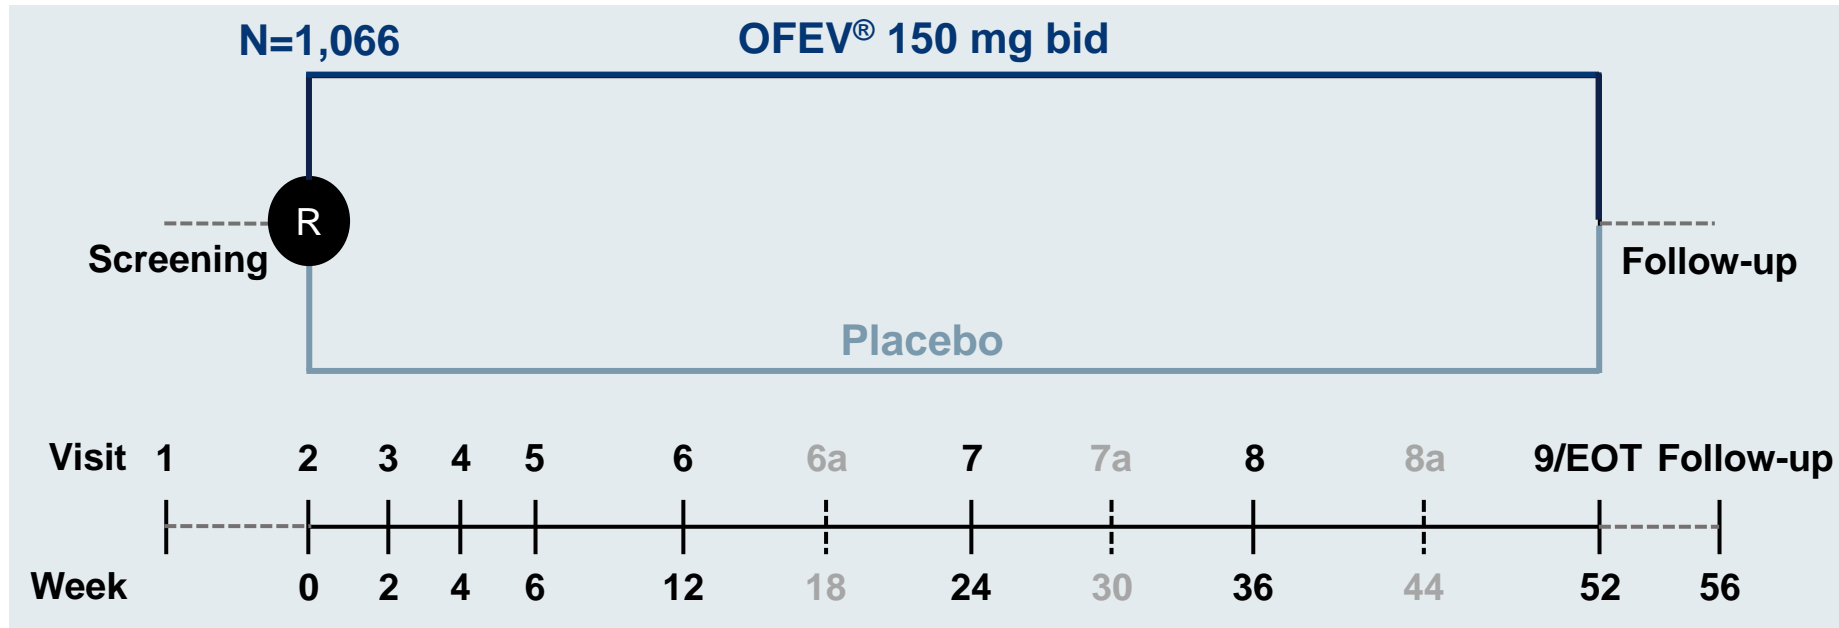 N=1,066
OFEV® 150 mg bid
R
Screening
Follow-up
Placebo
Visit 1 2 3 4 5 6 6a 7 7a 8 8a 9/EOT Follow-up
Week 0 2 4 6 12 18 24 30 36 44 52 56